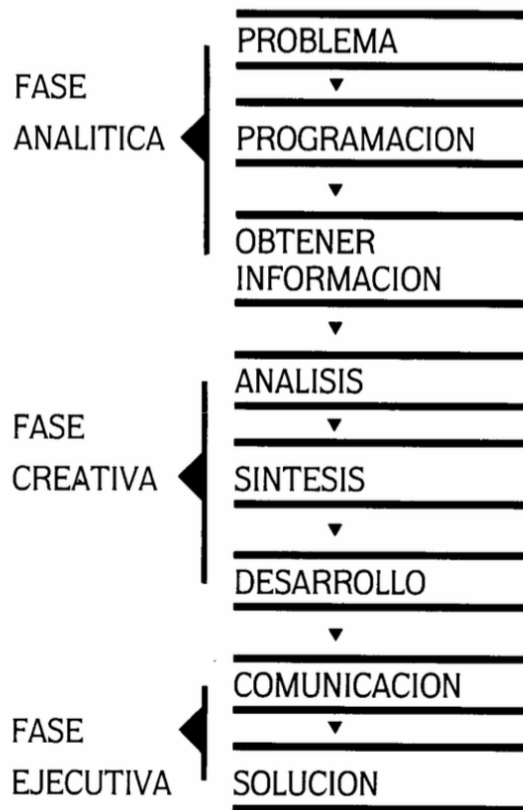 PROBLEMA
FASE
ANALITICA
PROGRAMACION
OBTENER
INFORMACION
ANALISIS
FASE
CREATIVA
SINTESIS
DESARROLLO
COMUNICACION
FASE
EJECUTIVA
SOLUCION